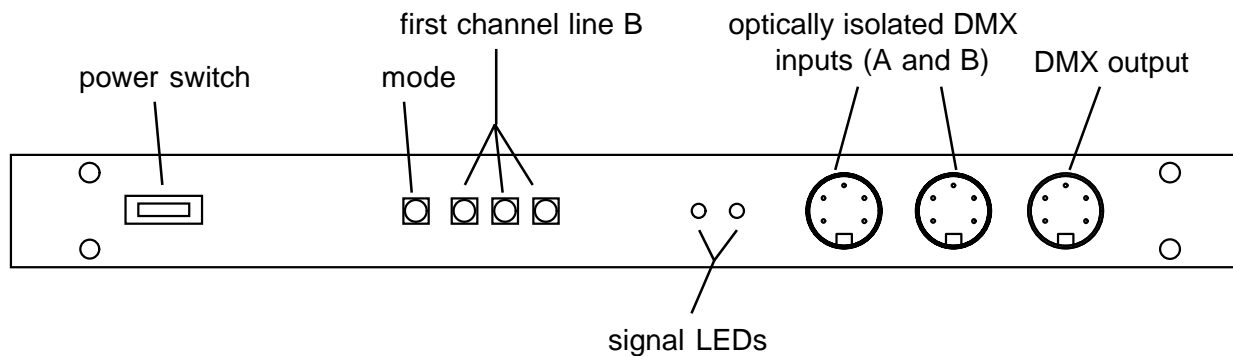 first channel line B
optically isolated DMX
inputs (A and B)
DMX output
power switch
mode
signal LEDs